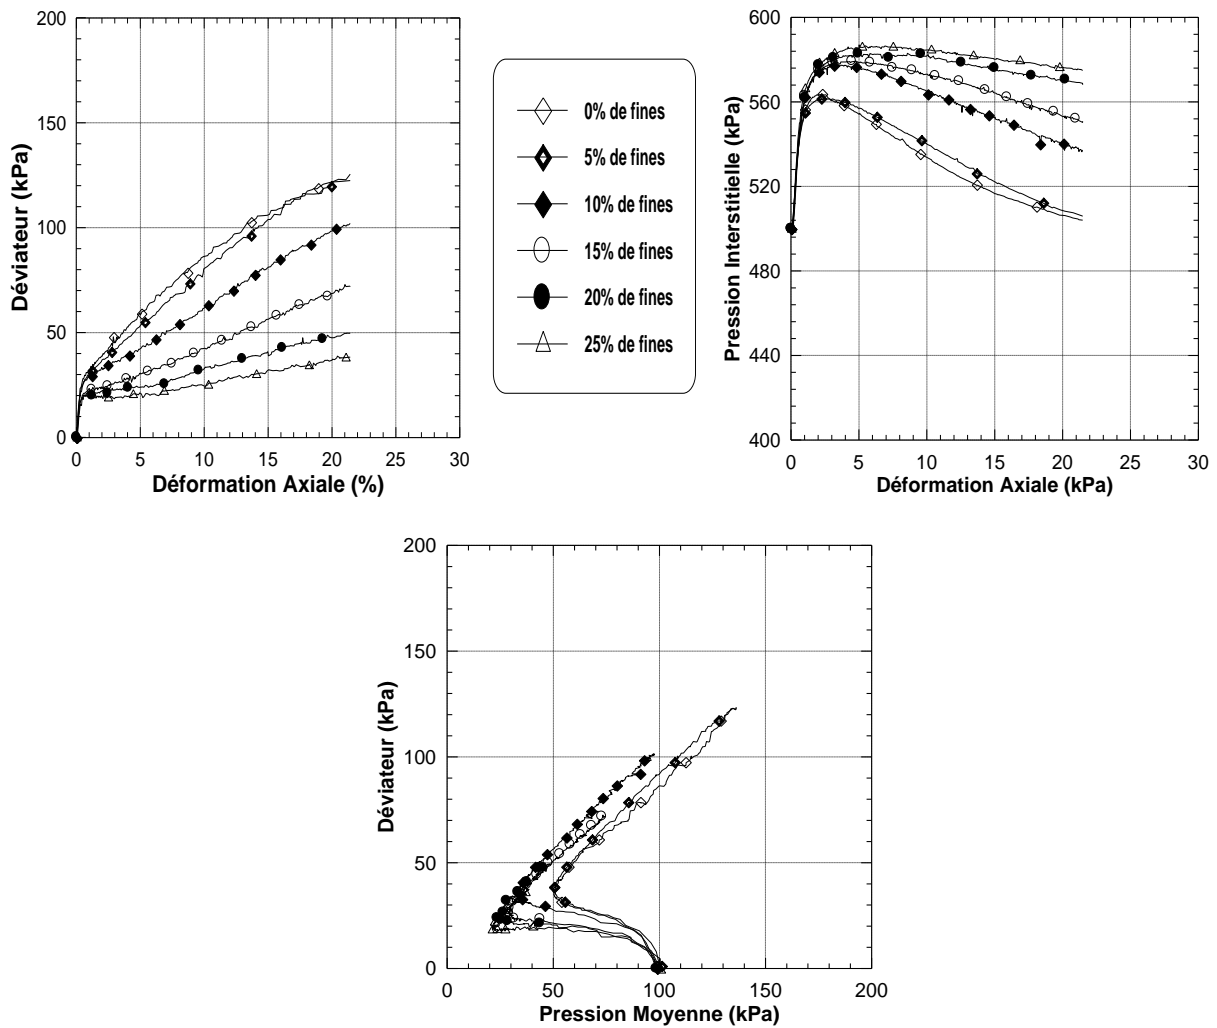 200
150
100
50
0
Déviateur (kPa)
0 5 10 15 20 25 30
Déformation Axiale (%)
0% de fines
5% de fines
10% de fines
15% de fines
20% de fines
25% de fines
600
560
520
480
440
400
Pression Interstitielle (kPa)
0 5 10 15 20 25 30
Déformation Axiale (kPa)
200
150
100
50
0
Déviateur (kPa)
0 50 100 150 200
Pression Moyenne (kPa)